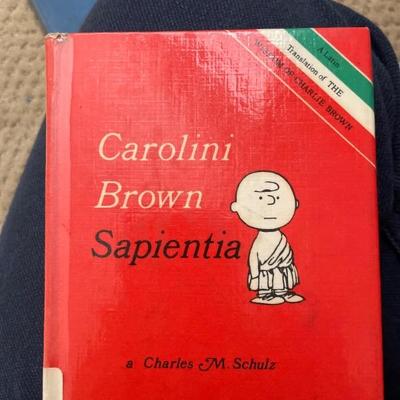 A Latin
Translation of THE
WISDOM OF CHARLIE BROWN
Carolini
Brown
Sapientia
a Charles M. Schulz